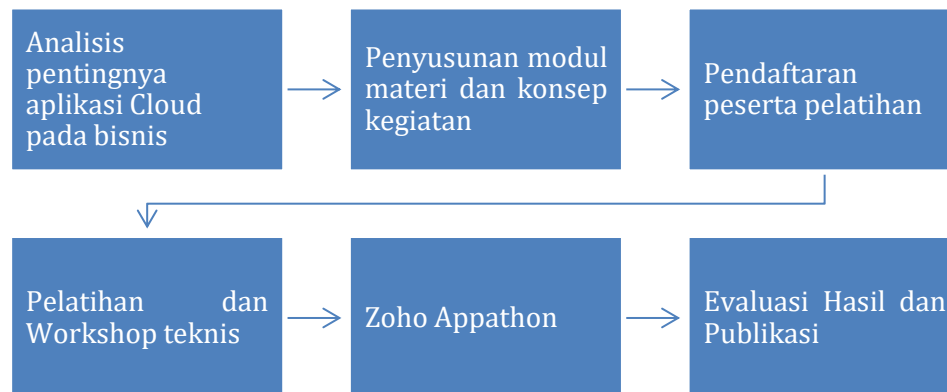 Analisis
pentingnya
aplikasi Cloud
pada bisnis
Penyusunan modul
materi dan konsep
kegiatan
Pendaftaran
peserta pelatihan
Pelatihan dan
Workshop teknis
Zoho Appathon
Evaluasi Hasil dan
Publikasi